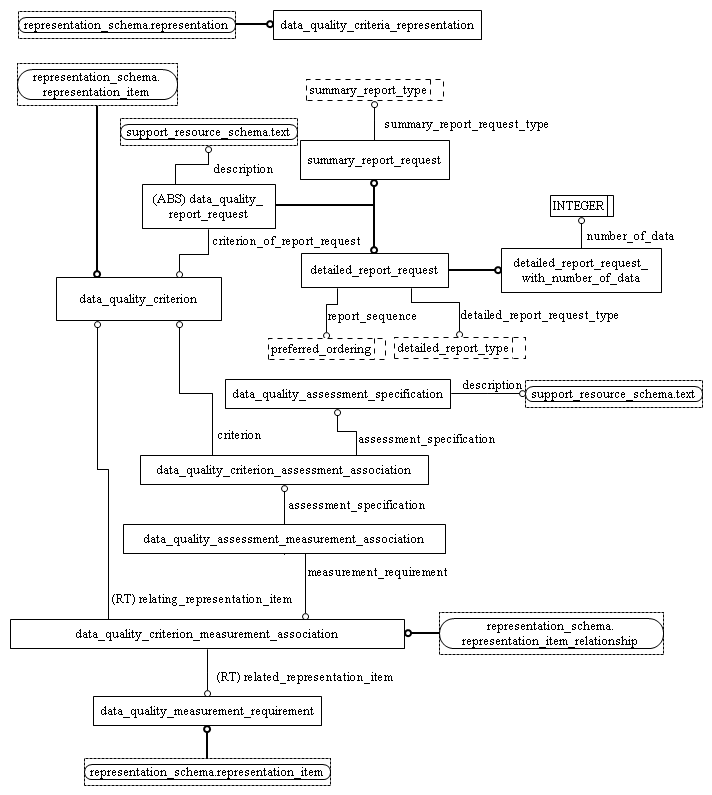 representation_schema.representation
data_quality_criteria_representation
representation_schema.
representation_item
summary_report_type
support_resource_schema.text
summary_report_request_type
description
summary_report_request
(ABS) data_quality_
report_request
INTEGER
criterion_of_report_request
number_of_data
detailed_report_request
detailed_report_request_
with_number_of_data
data_quality_criterion
report_sequence
detailed_report_request_type
preferred_ordering
detailed_report_type
data_quality_assessment_specification
description
support_resource_schema.text
criterion
assessment_specification
data_quality_criterion_assessment_association
assessment_specification
data_quality_assessment_measurement_association
measurement_requirement
(RT) relating_representation_item
data_quality_criterion_measurement_association
representation_schema.
representation_item_relationship
(RT) related_representation_item
data_quality_measurement_requirement
representation_schema.representation_item